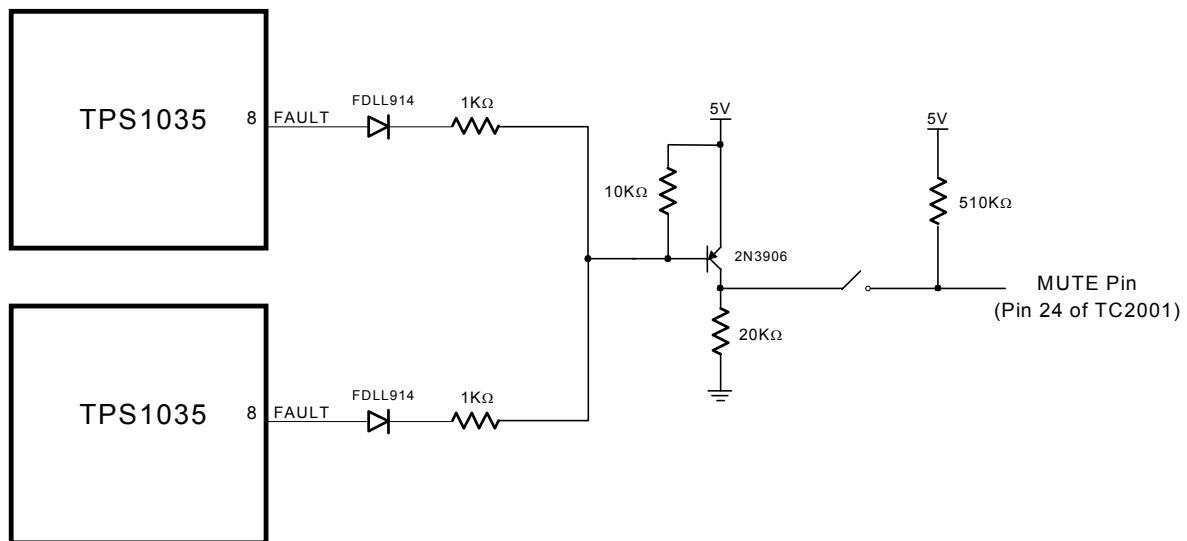 TPS1035
8
FAULT
FDLL914
1KΩ
5V
10KΩ
2N3906
20KΩ
5V
510KΩ
MUTE Pin
(Pin 24 of TC2001)
TPS1035
8
FAULT
FDLL914
1KΩ